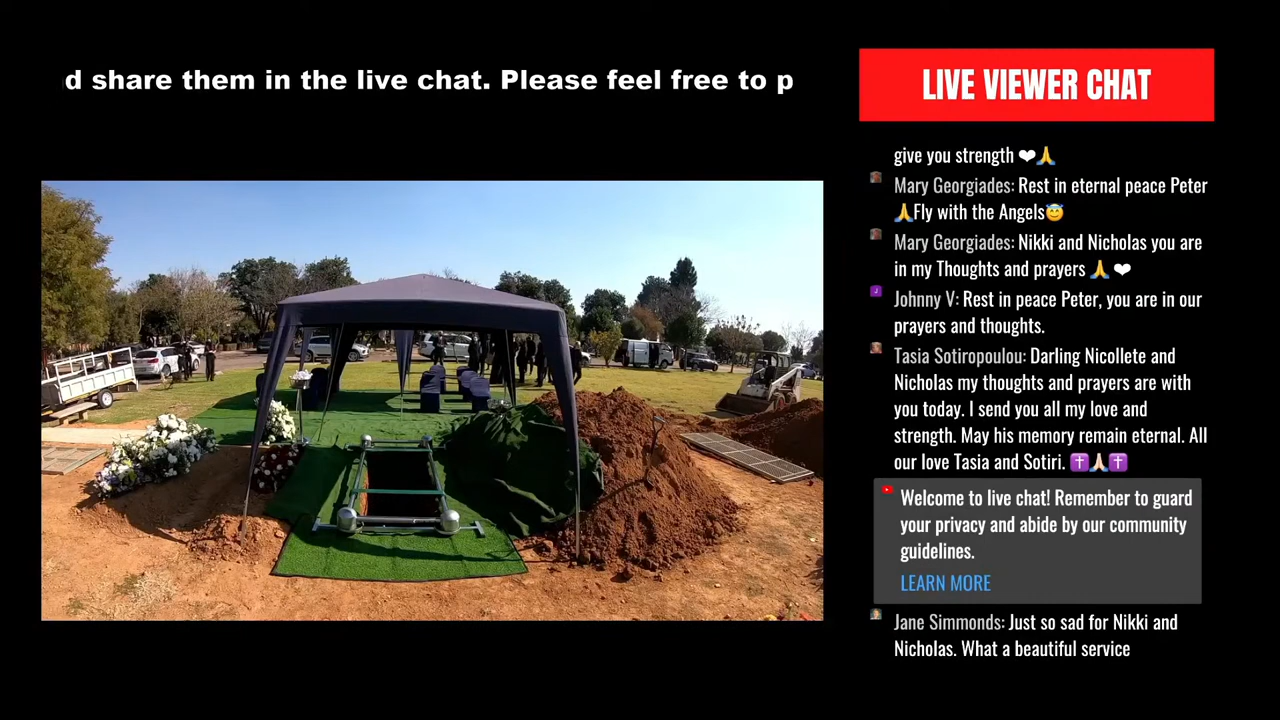 d share them in the live chat. Please feel free to p
LIVE VIEWER CHAT
give you strength ❤🙏
Mary Georgiades: Rest in eternal peace Peter
🙏Fly with the Angels😇
Mary Georgiades: Nikki and Nicholas you are
in my Thoughts and prayers 🙏 ❤
Johnny V: Rest in peace Peter, you are in our
prayers and thoughts.
Tasia Sotiropoulou: Darling Nicollete and
Nicholas my thoughts and prayers are with
you today. I send you all my love and
strength. May his memory remain eternal. All
our love Tasia and Sotiri. ✝️🙏🏻✝️
Welcome to live chat! Remember to guard
your privacy and abide by our community
guidelines.
LEARN MORE
Jane Simmonds: Just so sad for Nikki and
Nicholas. What a beautiful service